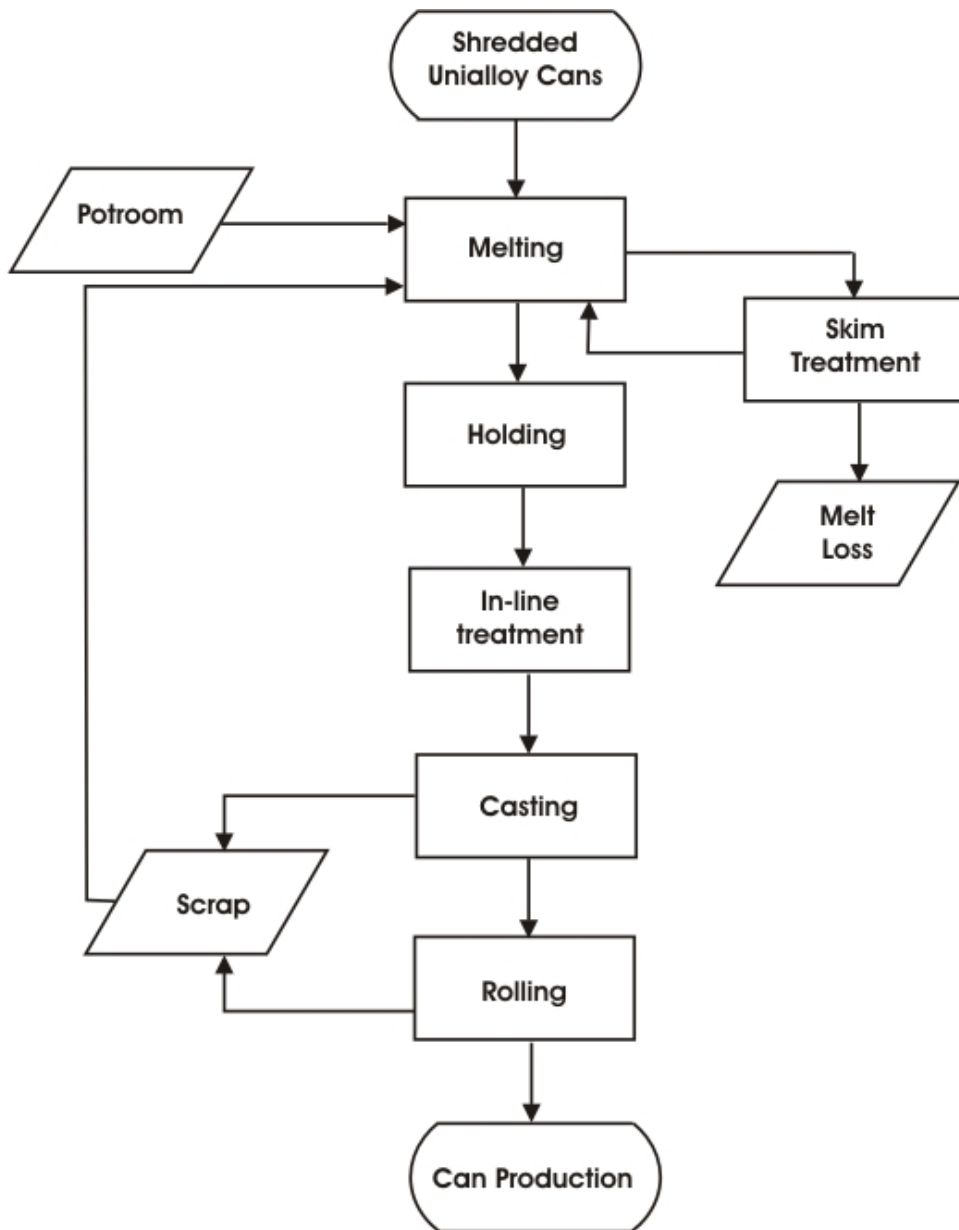 Shredded
Unialloy Cans
Potroom
Melting
Skim
Treatment
Holding
Melt
Loss
In-line
treatment
Casting
Scrap
Rolling
Can Production